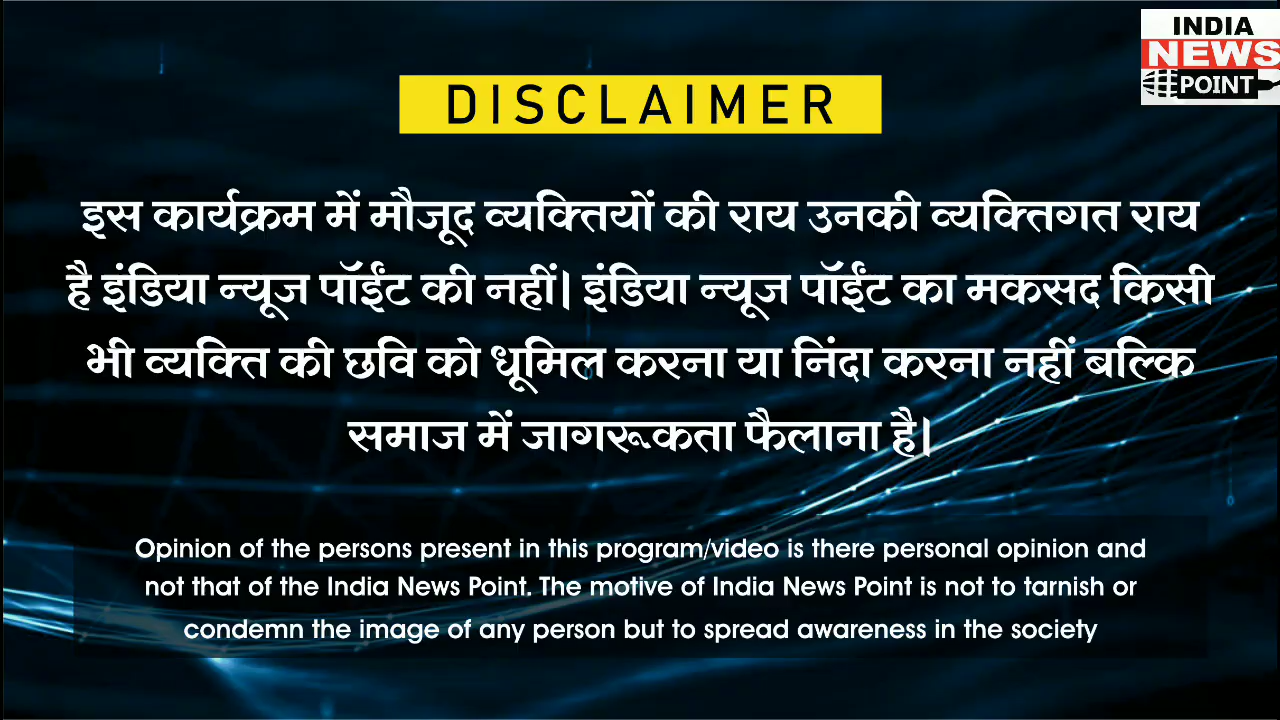 INDIA
NEWS
POINT
DISCLAIMER
इस कार्यक्रम में मौजूद व्यक्तियों की राय उनकी व्यक्तिगत राय
है इंडिया न्यूज पॉईंट की नहीं। इंडिया न्यूज पॉईंट का मकसद किसी
भी व्यक्ति की छवि को धूमिल करना या निंदा करना नहीं बल्कि
समाज में जागरूकता फैलाना है।
Opinion of the persons present in this program/video is there personal opinion and
not that of the India News Point. The motive of India News Point is not to tarnish or
condemn the image of any person but to spread awareness in the society